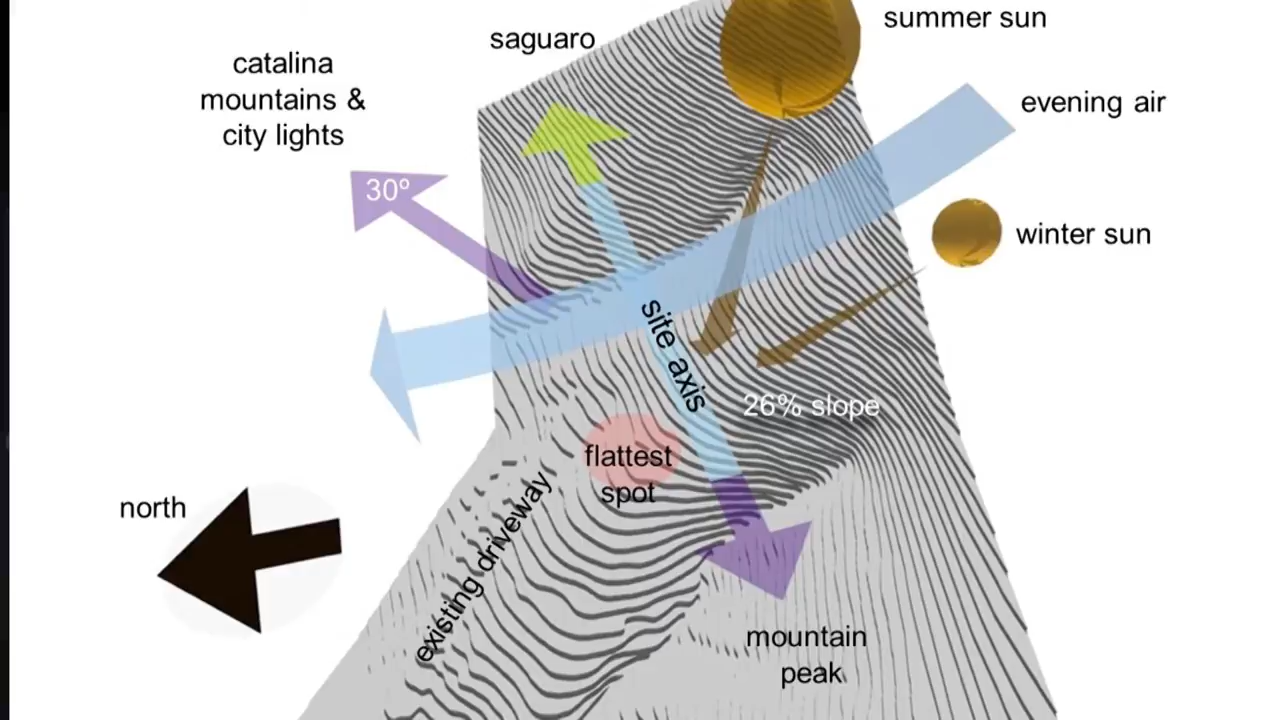 summer sun
saguaro
catalina
mountains &
city lights
evening air
30º
winter sun
site axis
26% slope
flattest
spot
existing driveway
north
mountain
peak